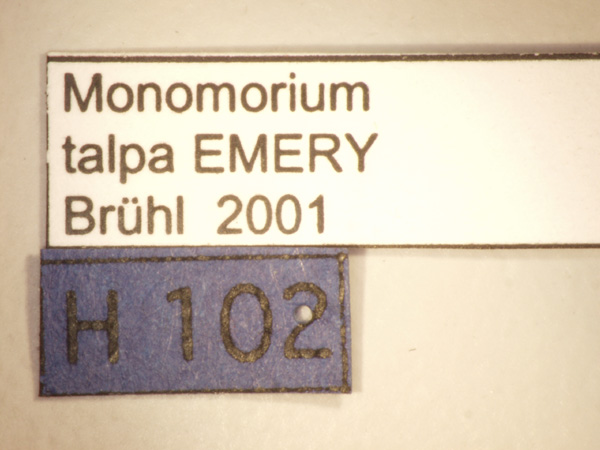 Monomorium
talpa EMERY
Brühl 2001
H 102